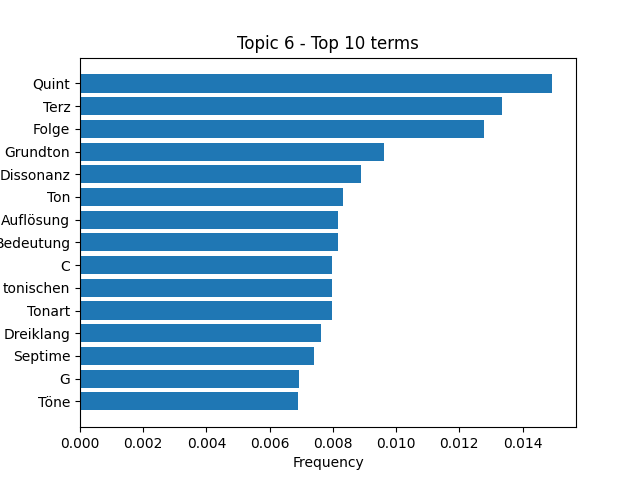 Topic 6 - Top 10 terms
Quint
Terz
Folge
Grundton
Dissonanz
Ton
Auflösung
Bedeutung
C
tonischen
Tonart
Dreiklang
Septime
G
Töne
0.000 0.002 0.004 0.006 0.008 0.010 0.012 0.014
Frequency